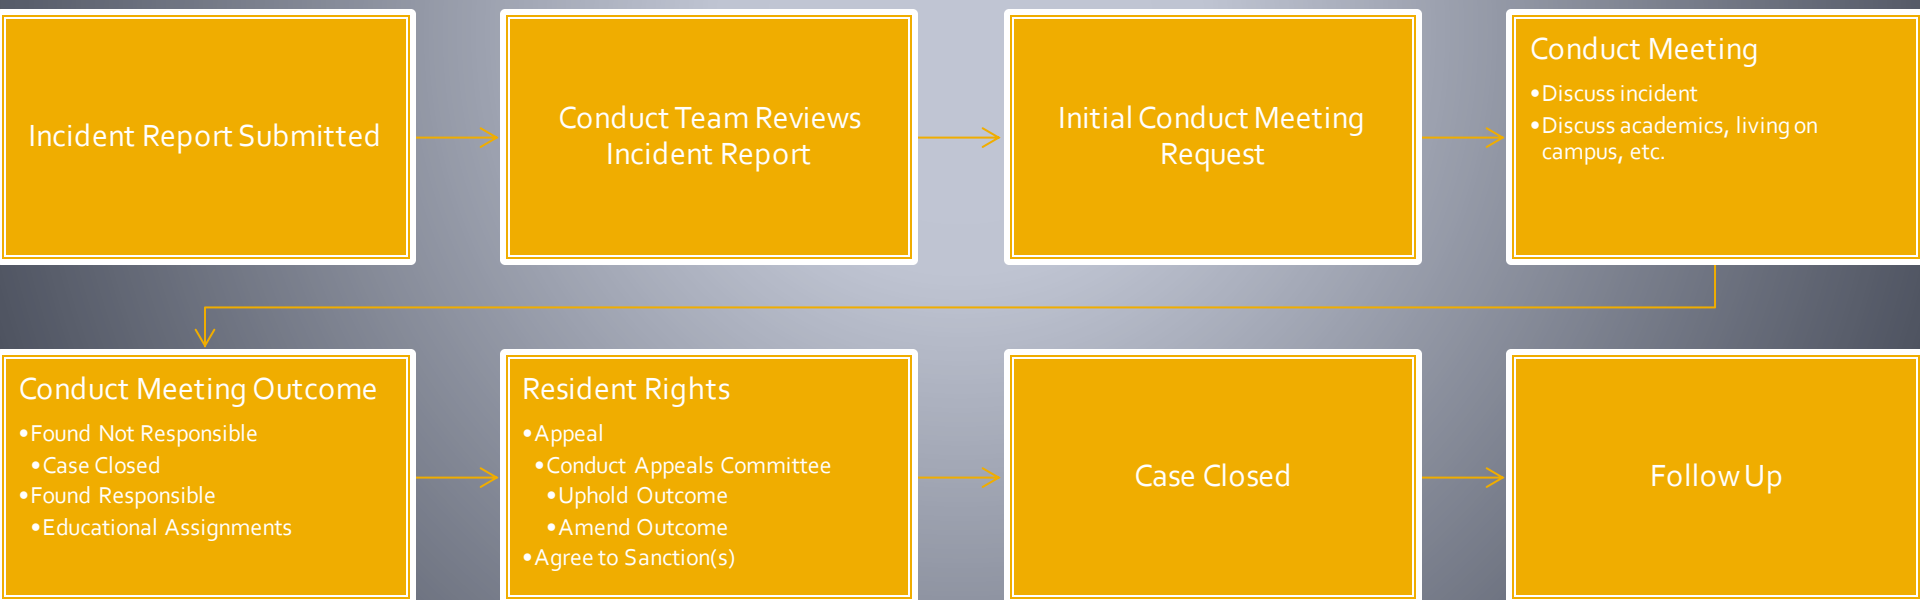 Incident Report Submitted
Conduct Team Reviews
Incident Report
Initial Conduct Meeting
Request
Conduct Meeting
•Discuss incident
•Discuss academics, living on
campus, etc.
Conduct Meeting Outcome
•Found Not Responsible
•Case Closed
•Found Responsible
•Educational Assignments
Resident Rights
•Appeal
•Conduct Appeals Committee
•Uphold Outcome
•Amend Outcome
•Agree to Sanction(s)
Case Closed
Follow Up